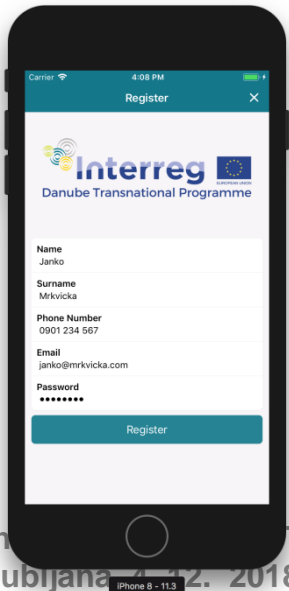 Carrier 4:08 PM
Register
Interreg
EUROPEAN UNION
Danube Transnational Programme
Name
Janko
Surname
Mrkvicka
Phone Number
0901 234 567
Email
janko@mrkvicka.com
Password
••••••••
Register
ubljana 4. 12. 2018
iPhone 8 - 11.3